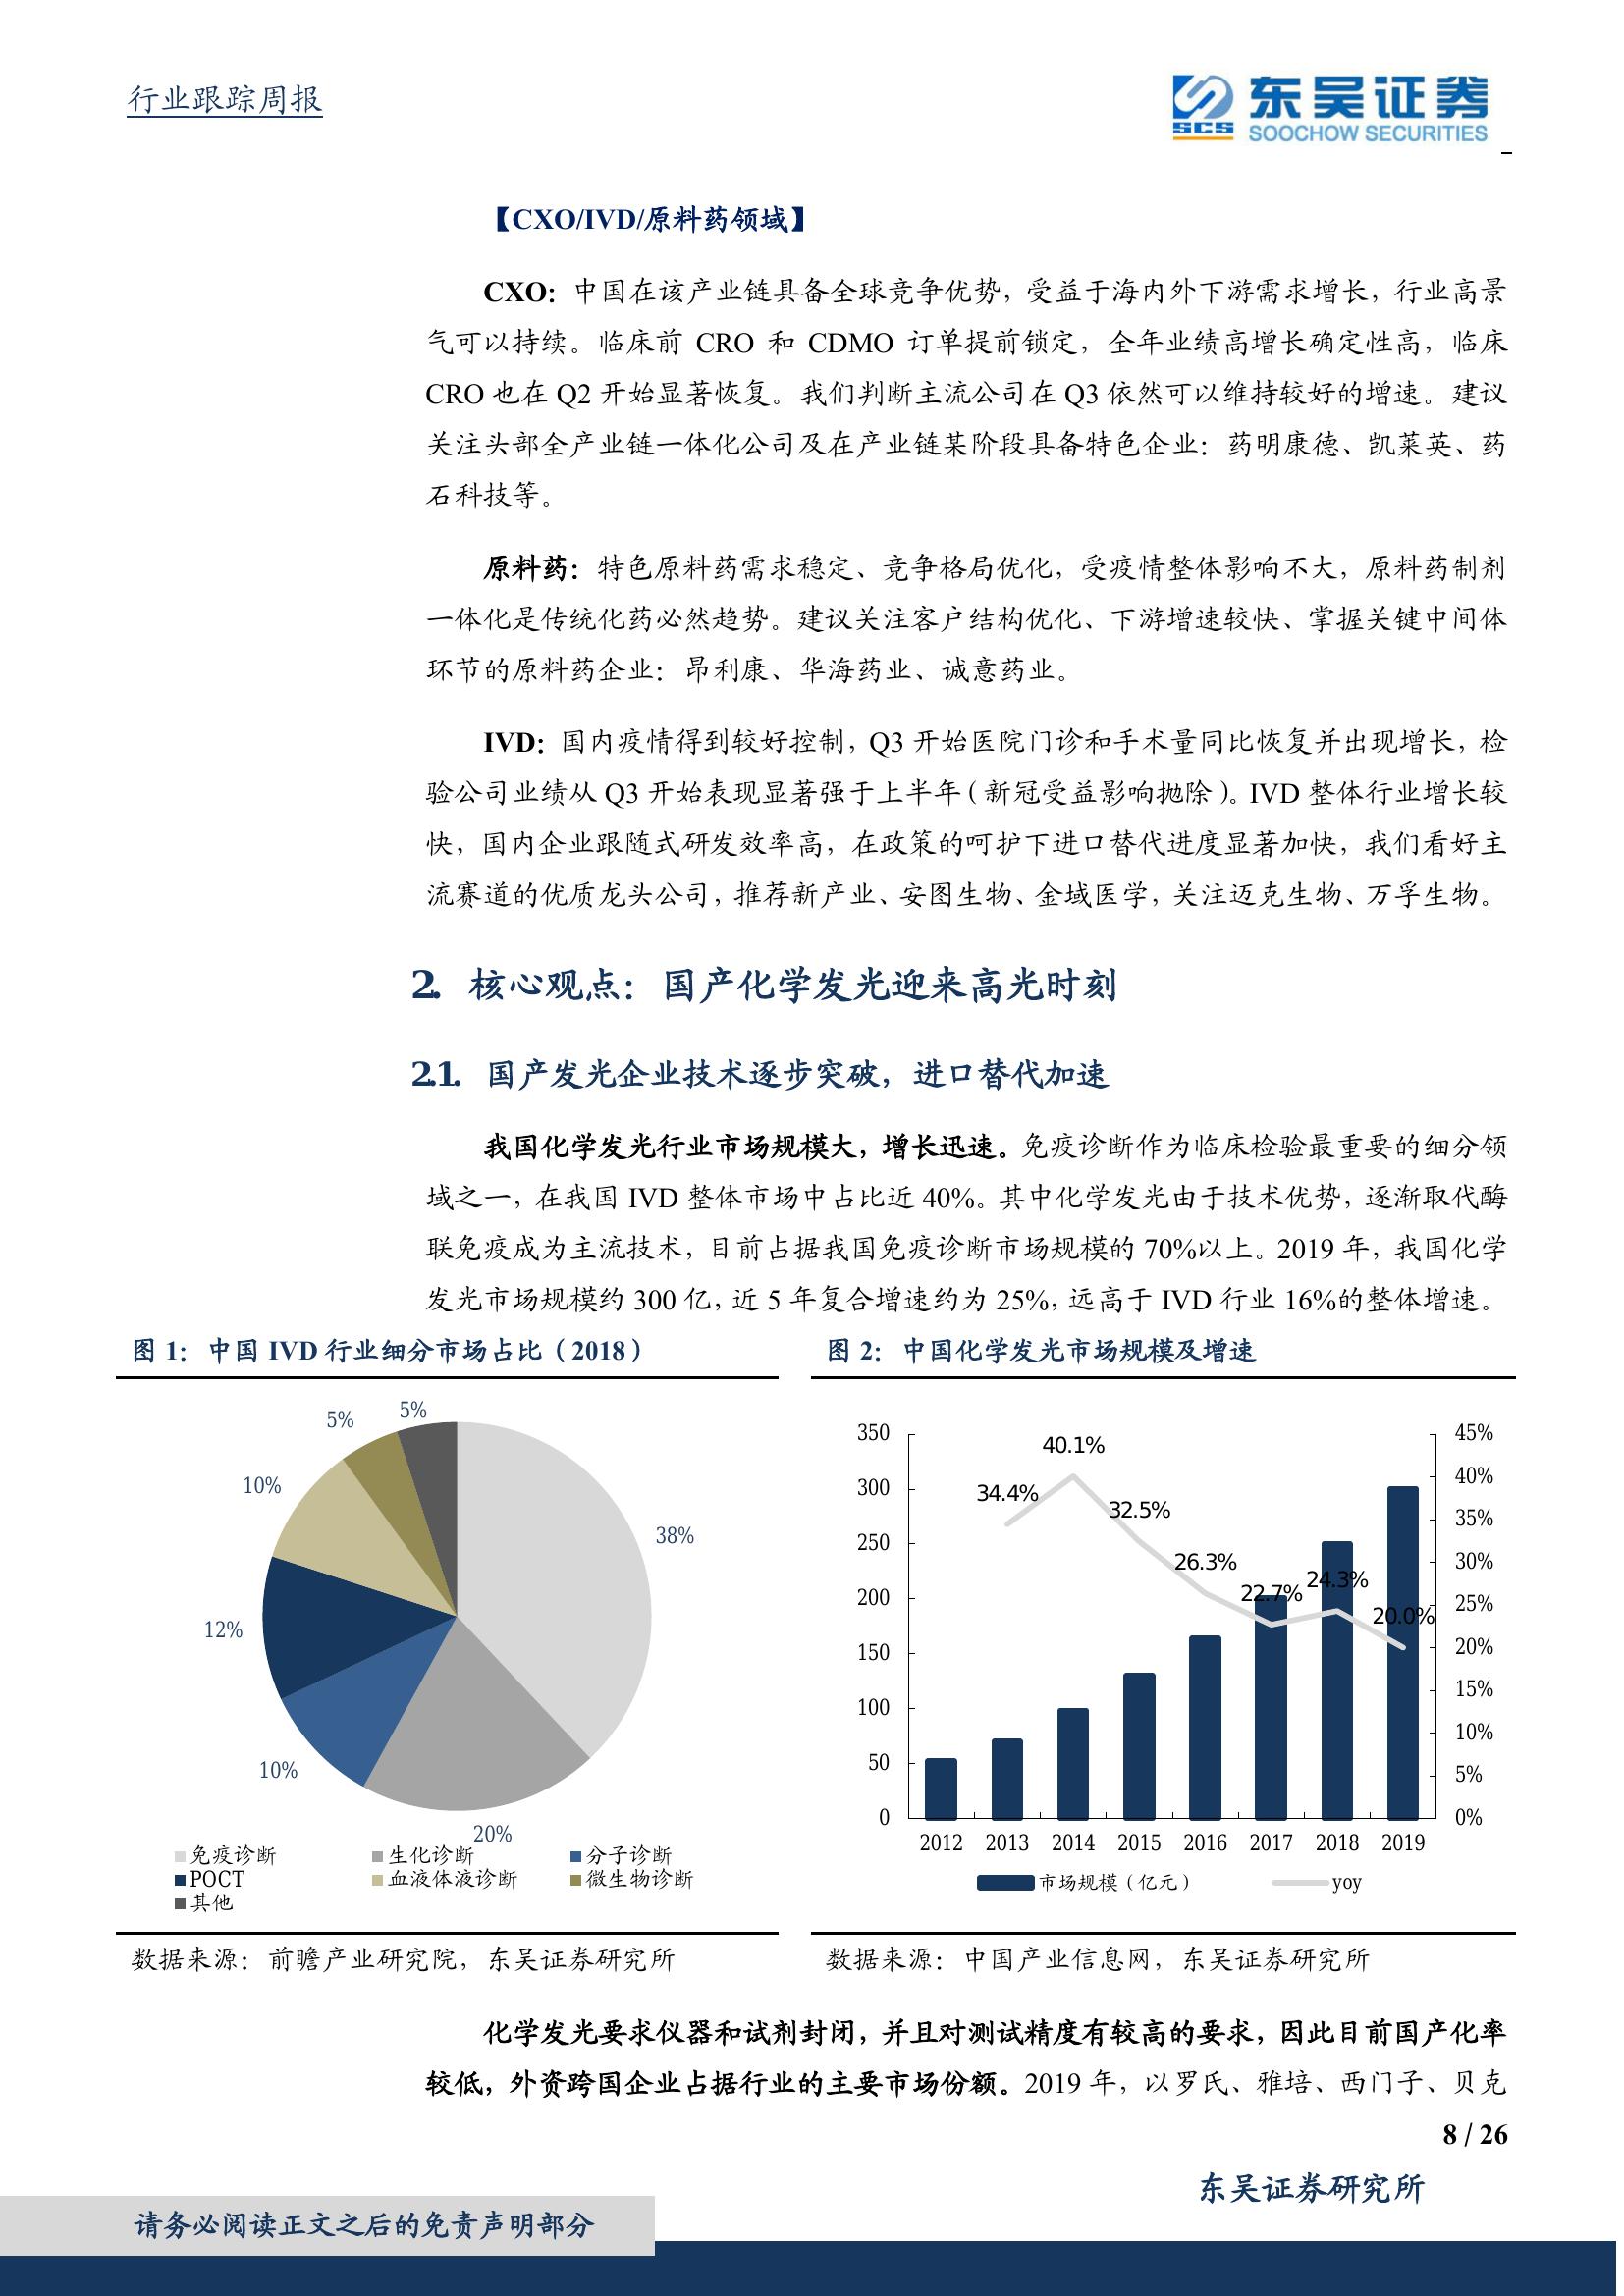 行业跟踪周报
SCS 东吴证券
SOOCHOW SECURITIES
【CXO/IVD/原料药领域】
CXO：中国在该产业链具备全球竞争优势，受益于海内外下游需求增长，行业高景
气可以持续。临床前 CRO 和 CDMO 订单提前锁定，全年业绩高增长确定性高，临床
CRO 也在 Q2 开始显著恢复。我们判断主流公司在 Q3 依然可以维持较好的增速。建议
关注头部全产业链一体化公司及在产业链某阶段具备特色企业：药明康德、凯莱英、药
石科技等。
原料药：特色原料药需求稳定、竞争格局优化，受疫情整体影响不大，原料药制剂
一体化是传统化药必然趋势。建议关注客户结构优化、下游增速较快、掌握关键中间体
环节的原料药企业：昂利康、华海药业、诚意药业。
IVD：国内疫情得到较好控制，Q3 开始医院门诊和手术量同比恢复并出现增长，检
验公司业绩从 Q3 开始表现显著强于上半年（新冠受益影响抛除）。IVD 整体行业增长较
快，国内企业跟随式研发效率高，在政策的呵护下进口替代进度显著加快，我们看好主
流赛道的优质龙头公司，推荐新产业、安图生物、金域医学，关注迈克生物、万孚生物。
2. 核心观点：国产化学发光迎来高光时刻
2.1. 国产发光企业技术逐步突破，进口替代加速
我国化学发光行业市场规模大，增长迅速。免疫诊断作为临床检验最重要的细分领
域之一，在我国 IVD 整体市场中占比近 40%。其中化学发光由于技术优势，逐渐取代酶
联免疫成为主流技术，目前占据我国免疫诊断市场规模的 70%以上。2019 年，我国化学
发光市场规模约 300 亿，近 5 年复合增速约为 25%，远高于 IVD 行业 16%的整体增速。
图 1：中国 IVD 行业细分市场占比（2018）
5%
5%
10%
38%
12%
10%
20%
免疫诊断 生化诊断 分子诊断
POCT 血液体液诊断 微生物诊断
其他
数据来源：前瞻产业研究院，东吴证券研究所
图 2：中国化学发光市场规模及增速
350
300
250
200
150
100
50
0
34.4%
40.1%
32.5%
26.3%
22.7%
24.3%
20.0%
45%
40%
35%
30%
25%
20%
15%
10%
5%
0%
2012 2013 2014 2015 2016 2017 2018 2019
市场规模（亿元） yoy
数据来源：中国产业信息网，东吴证券研究所
化学发光要求仪器和试剂封闭，并且对测试精度有较高的要求，因此目前国产化率
较低，外资跨国企业占据行业的主要市场份额。2019 年，以罗氏、雅培、西门子、贝克
8 / 26
东吴证券研究所
请务必阅读正文之后的免责声明部分